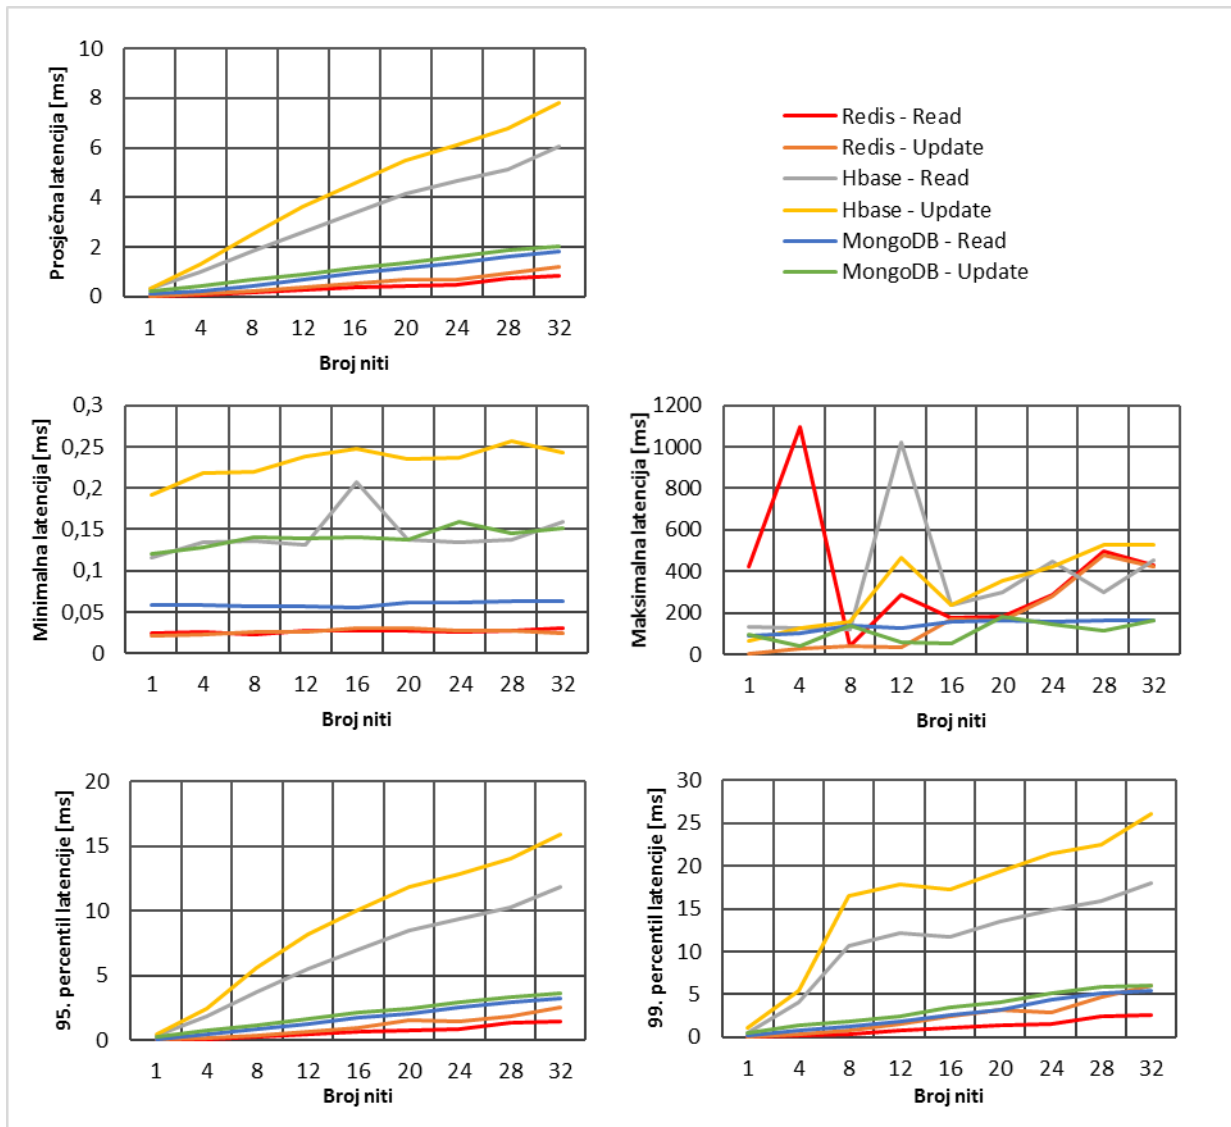 Prosječna latencija [ms]
10
8
6
4
2
0
1 4 8 12 16 20 24 28 32
Broj niti
Redis - Read
Redis - Update
Hbase - Read
Hbase - Update
MongoDB - Read
MongoDB - Update
Minimalna latencija [ms]
0,3
0,25
0,2
0,15
0,1
0,05
0
1 4 8 12 16 20 24 28 32
Broj niti
Maksimalna latencija [ms]
1200
1000
800
600
400
200
0
1 4 8 12 16 20 24 28 32
Broj niti
95. percentil latencije [ms]
20
15
10
5
0
1 4 8 12 16 20 24 28 32
Broj niti
99. percentil latencije [ms]
30
25
20
15
10
5
0
1 4 8 12 16 20 24 28 32
Broj niti